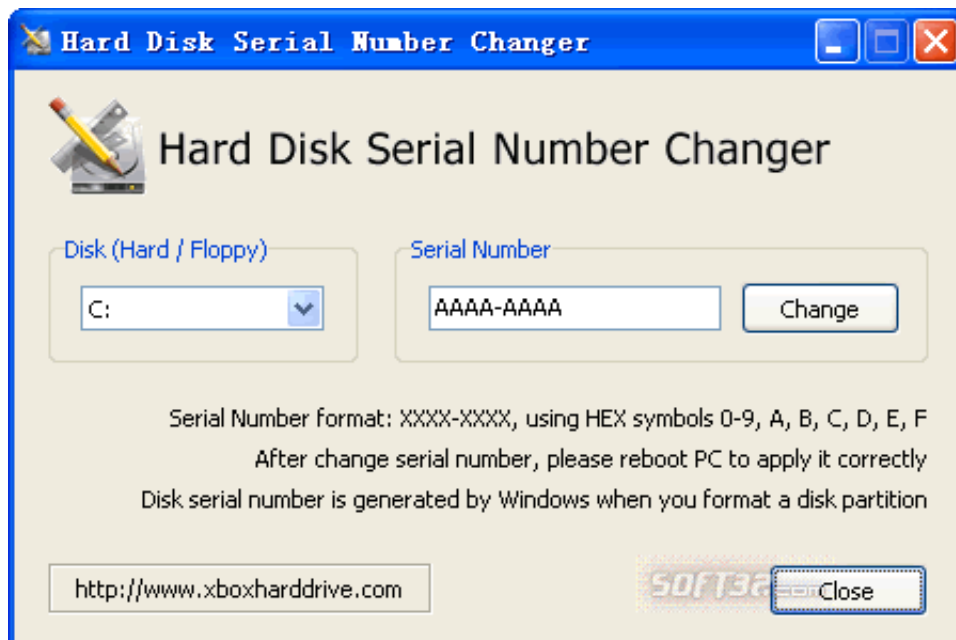 Hard Disk Serial Number Changer
Hard Disk Serial Number Changer
Disk (Hard / Floppy)
Serial Number
C:
AAAA-AAAA
Change
Serial Number format: XXXX-XXXX, using HEX symbols 0-9, A, B, C, D, E, F
After change serial number, please reboot PC to apply it correctly
Disk serial number is generated by Windows when you format a disk partition
http://www.xboxharddrive.com
SOFT32.com
Close